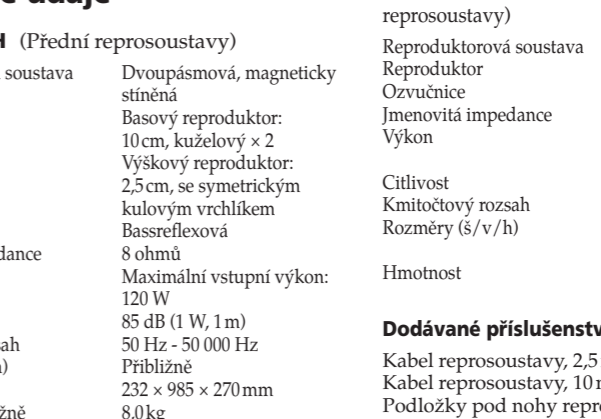 (Přední reprosoustavy)
soustava Dvoupásmová, magneticky
stíněná
Basový reproduktor:
10 cm, kuželový × 2
Výškový reproduktor:
2,5 cm, se symetrickým
kulovým vrchlíkem
Bassreflexová
8 ohmů
Maximální vstupní výkon:
120 W
85 dB (1 W, 1 m)
50 Hz - 50 000 Hz
Přibližně
232 × 985 × 270 mm
8,0 kg
reprosoustavy)
Reproduktorová soustava
Reproduktor
Ozvučnice
Jmenovitá impedance
Výkon
Citlivost
Kmitočtový rozsah
Rozměry (š/v/h)
Hmotnost
Dodávané příslušenstv
Kabel reprosoustavy, 2,5
Kabel reprosoustavy, 10
Podložky pod nohy repr